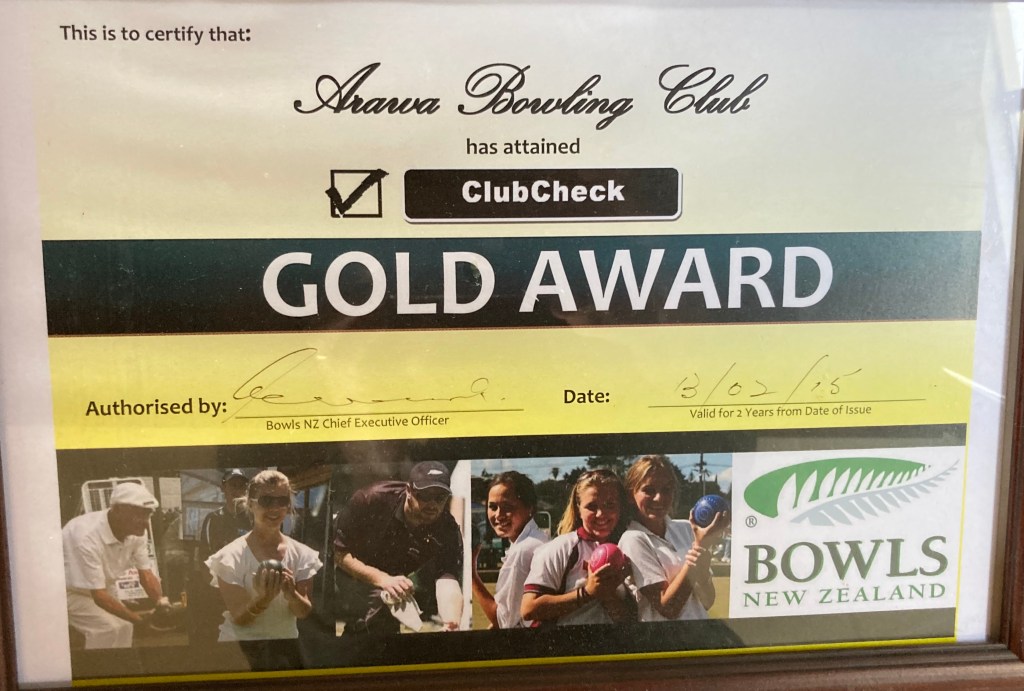 This is to certify that:
Arawa Bowling Club
has attained
ClubCheck
GOLD AWARD
Authorised by:
Bowls NZ Chief Executive Officer
Date: 13/02/15
Valid for 2 Years from Date of Issue
®
BOWLS
NEW ZEALAND